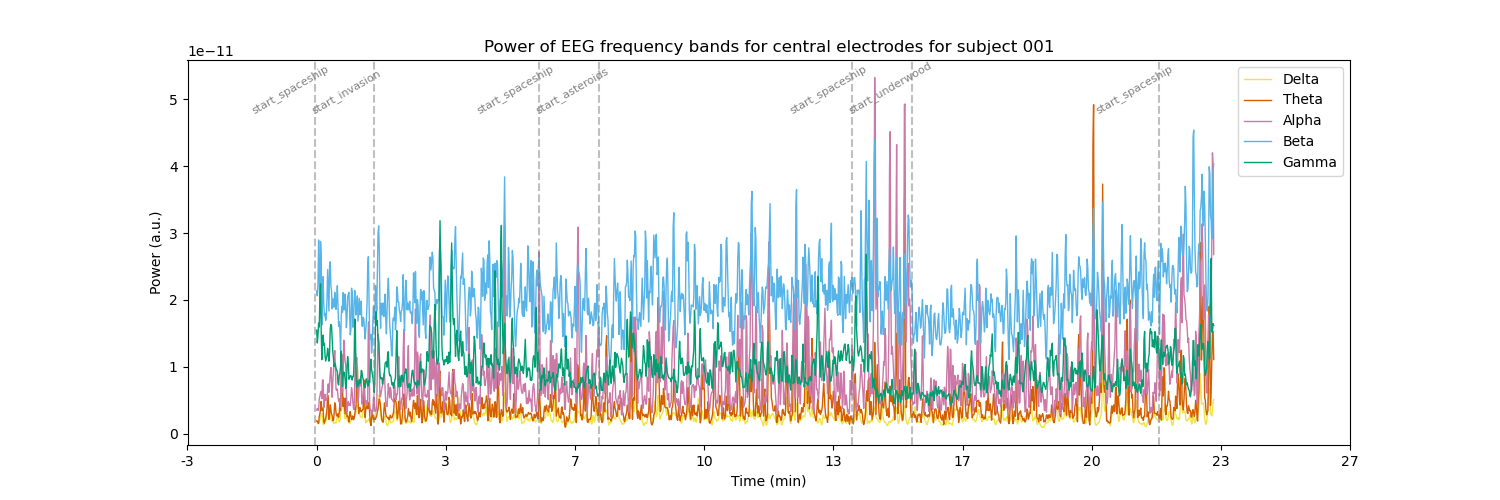 Power of EEG frequency bands for central electrodes for subject 001
1e−11
start_spaceship
start_invasion
start_spaceship
start_asteroids
start_spaceship
start_underwood
start_spaceship
Delta
Theta
Alpha
Beta
Gamma
5
4
3
2
1
0
Power (a.u.)
-3 0 3 7 10 13 17 20 23 27
Time (min)